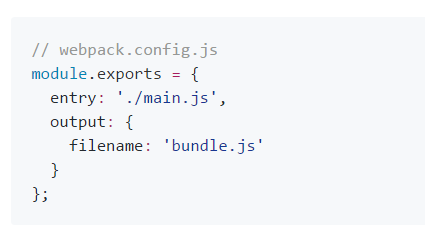 // webpack.config.js
module.exports = {
  entry: './main.js',
  output: {
    filename: 'bundle.js'
  }
};